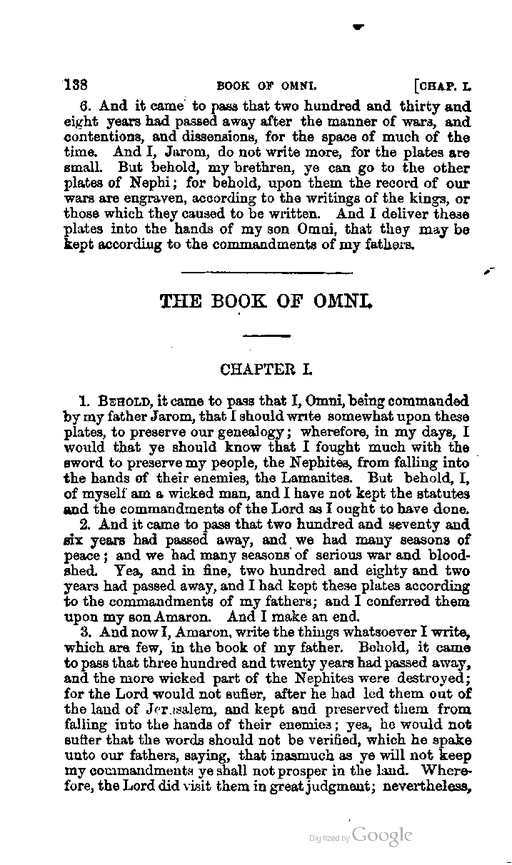 138 BOOK OF OMNI. [CHAP. I.
6. And it came to pass that two hundred and thirty and
eight years had passed away after the manner of wars, and
contentions, and dissensions, for the space of much of the
time. And I, Jarom, do not write more, for the plates are
small. But behold, my brethren, ye can go to the other
plates of Nephi; for behold, upon them the record of our
wars are engraven, according to the writings of the kings, or
those which they caused to be written. And I deliver these
plates into the hands of my son Omni, that they may be
kept according to the commandments of my fathers.
THE BOOK OF OMNI.
CHAPTER I.
1. BEHOLD, it came to pass that I, Omni, being commanded
by my father Jarom, that I should write somewhat upon these
plates, to preserve our genealogy; wherefore, in my days, I
would that ye should know that I fought much with the
sword to preserve my people, the Nephites, from falling into
the hands of their enemies, the Lamanites. But behold, I,
of myself am a wicked man, and I have not kept the statutes
and the commandments of the Lord as I ought to have done.
2. And it came to pass that two hundred and seventy and
six years had passed away, and we had many seasons of
peace; and we had many seasons of serious war and blood-
shed. Yea, and in fine, two hundred and eighty and two
years had passed away, and I had kept these plates according
to the commandments of my fathers; and I conferred them
upon my son Amaron. And I make an end.
3. And now I, Amaron, write the things whatsoever I write,
which are few, in the book of my father. Behold, it came
to pass that three hundred and twenty years had passed away,
and the more wicked part of the Nephites were destroyed;
for the Lord would not suffer, after he had led them out of
the land of Jerusalem, and kept and preserved them from
falling into the hands of their enemies; yea, he would not
suffer that the words should not be verified, which he spake
unto our fathers, saying, that inasmuch as ye will not keep
my commandments ye shall not prosper in the land. Where-
fore, the Lord did visit them in great judgment; nevertheless,
Digitized by Google